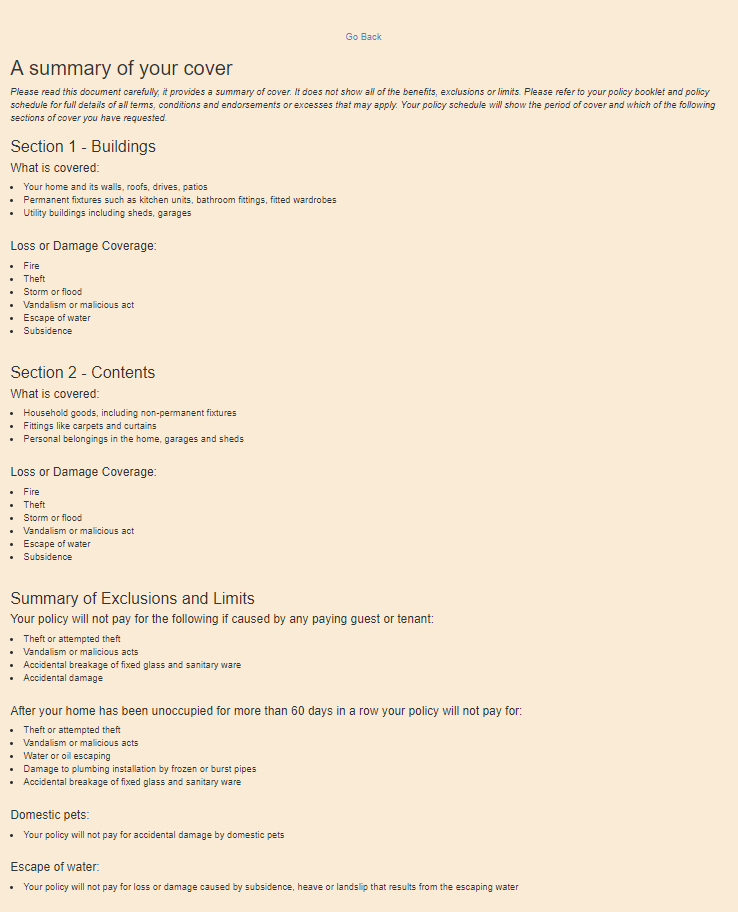 Go Back
A summary of your cover
Please read this document carefully, it provides a summary of cover. It does not show all of the benefits, exclusions or limits. Please refer to your policy booklet and policy
schedule for full details of all terms, conditions and endorsements or excesses that may apply. Your policy schedule will show the period of cover and which of the following
sections of cover you have requested.
Section 1 - Buildings
What is covered:
• Your home and its walls, roofs, drives, patios
• Permanent fixtures such as kitchen units, bathroom fittings, fitted wardrobes
• Utility buildings including sheds, garages
Loss or Damage Coverage:
• Fire
• Theft
• Storm or flood
• Vandalism or malicious act
• Escape of water
• Subsidence
Section 2 - Contents
What is covered:
• Household goods, including non-permanent fixtures
• Fittings like carpets and curtains
• Personal belongings in the home, garages and sheds
Loss or Damage Coverage:
• Fire
• Theft
• Storm or flood
• Vandalism or malicious act
• Escape of water
• Subsidence
Summary of Exclusions and Limits
Your policy will not pay for the following if caused by any paying guest or tenant:
• Theft or attempted theft
• Vandalism or malicious acts
• Accidental breakage of fixed glass and sanitary ware
• Accidental damage
After your home has been unoccupied for more than 60 days in a row your policy will not pay for:
• Theft or attempted theft
• Vandalism or malicious acts
• Water or oil escaping
• Damage to plumbing installation by frozen or burst pipes
• Accidental breakage of fixed glass and sanitary ware
Domestic pets:
• Your policy will not pay for accidental damage by domestic pets
Escape of water:
• Your policy will not pay for loss or damage caused by subsidence, heave or landslip that results from the escaping water